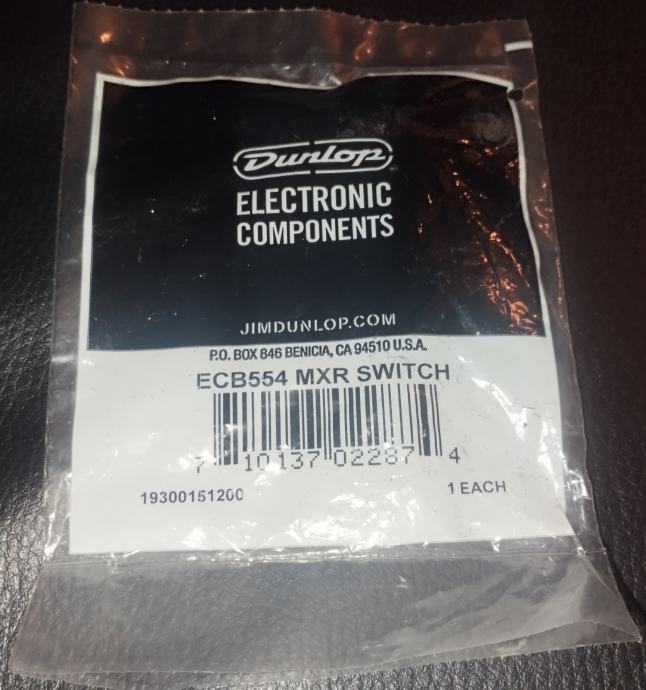 Dunlop
ELECTRONIC
COMPONENTS
JIMDUNLOP.COM
P.O. BOX 846 BENICIA, CA 94510 U.S.A.
ECB554 MXR SWITCH
7 10137 02287 4
19300151200 1 EACH